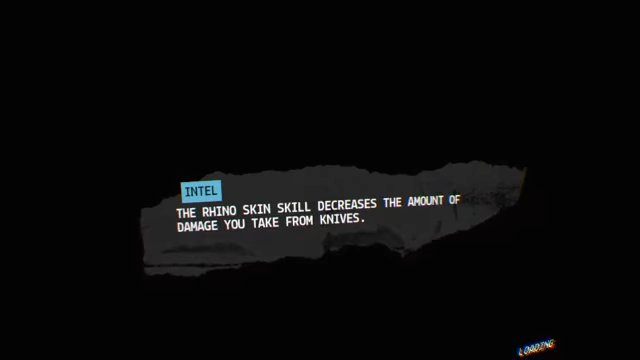 INTEL
THE RHINO SKIN SKILL DECREASES THE AMOUNT OF
DAMAGE YOU TAKE FROM KNIVES.
LOADING